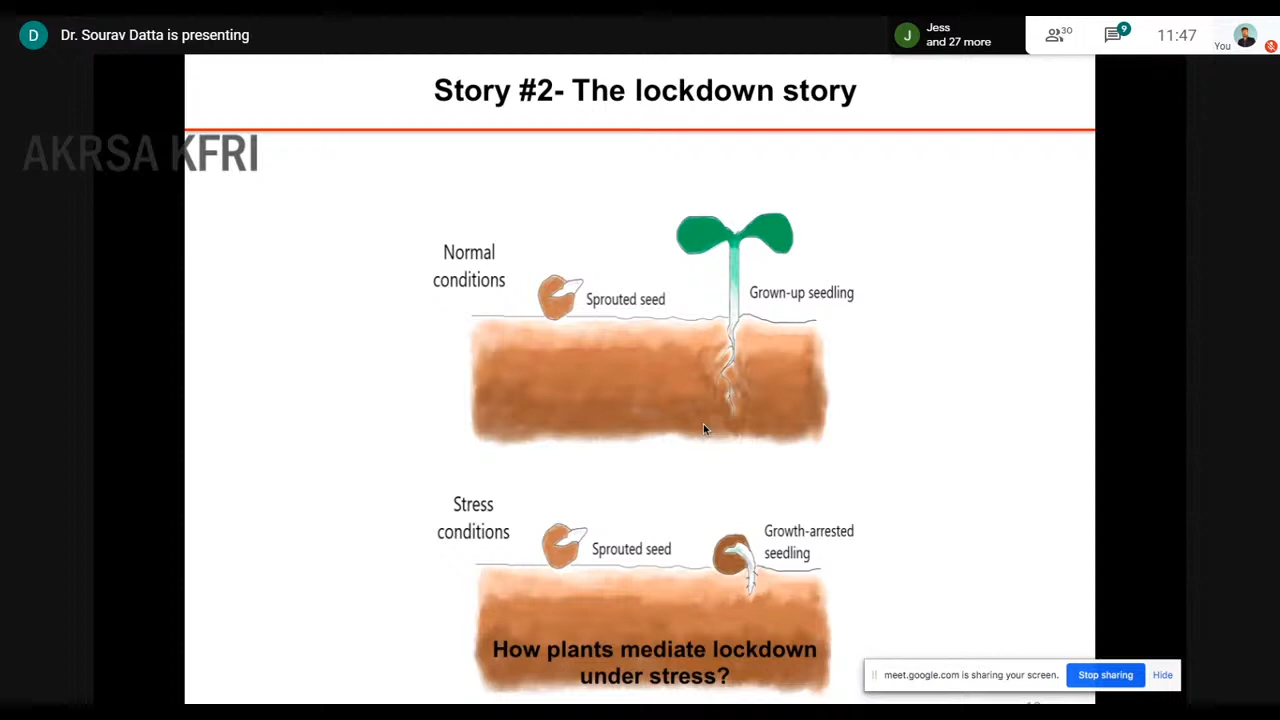 D
Dr. Sourav Datta is presenting
J
Jess
and 27 more
30
9
11:47
You
Story #2- The lockdown story
AKRSA KFRI
Normal
conditions
Sprouted seed
Grown-up seedling
Stress
conditions
Sprouted seed
Growth-arrested
seedling
How plants mediate lockdown
under stress?
meet.google.com is sharing your screen.
Stop sharing
Hide